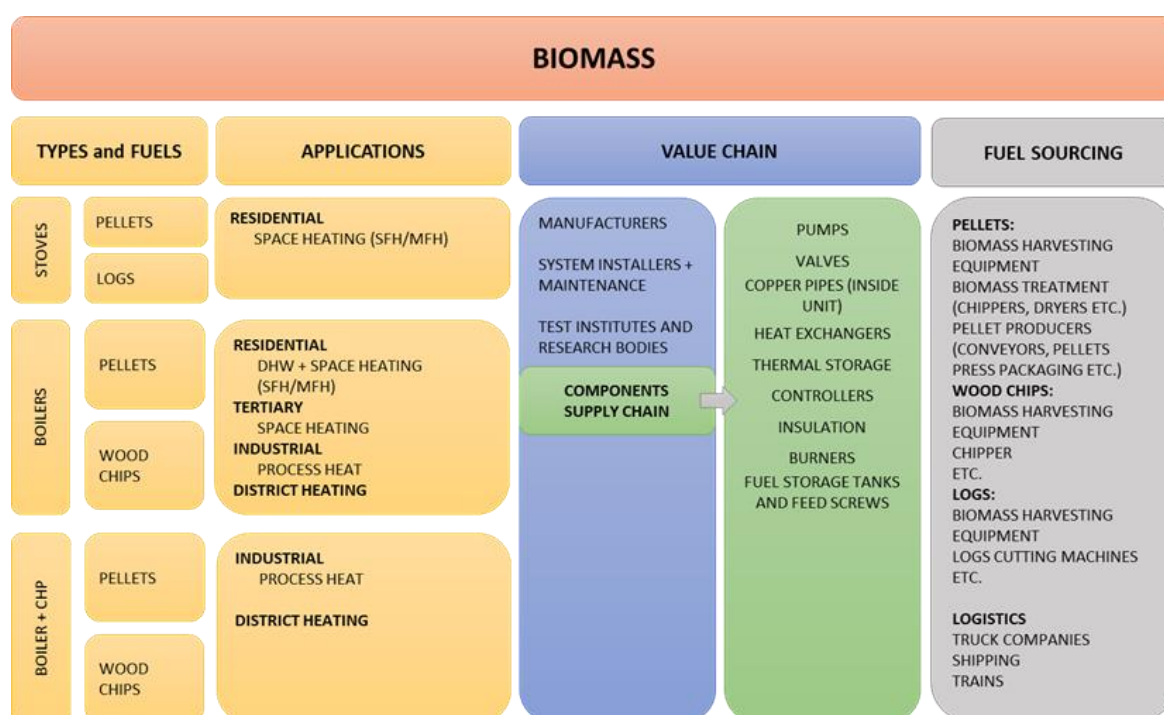 BIOMASS
TYPES and FUELS
APPLICATIONS
VALUE CHAIN
FUEL SOURCING
STOVES
PELLETS
LOGS
RESIDENTIAL
SPACE HEATING (SFH/MFH)
BOILERS
PELLETS
WOOD
CHIPS
RESIDENTIAL
DHW + SPACE HEATING
(SFH/MFH)
TERTIARY
SPACE HEATING
INDUSTRIAL
PROCESS HEAT
DISTRICT HEATING
BOILER + CHP
PELLETS
WOOD
CHIPS
INDUSTRIAL
PROCESS HEAT
DISTRICT HEATING
MANUFACTURERS
SYSTEM INSTALLERS +
MAINTENANCE
TEST INSTITUTES AND
RESEARCH BODIES
COMPONENTS
SUPPLY CHAIN
PUMPS
VALVES
COPPER PIPES (INSIDE
UNIT)
HEAT EXCHANGERS
THERMAL STORAGE
CONTROLLERS
INSULATION
BURNERS
FUEL STORAGE TANKS
AND FEED SCREWS
PELLETS:
BIOMASS HARVESTING
EQUIPMENT
BIOMASS TREATMENT
(CHIPPERS, DRYERS ETC.)
PELLET PRODUCERS
(CONVEYORS, PELLETS
PRESS PACKAGING ETC.)
WOOD CHIPS:
BIOMASS HARVESTING
EQUIPMENT
CHIPPER
ETC.
LOGS:
BIOMASS HARVESTING
EQUIPMENT
LOGS CUTTING MACHINES
ETC.
LOGISTICS
TRUCK COMPANIES
SHIPPING
TRAINS